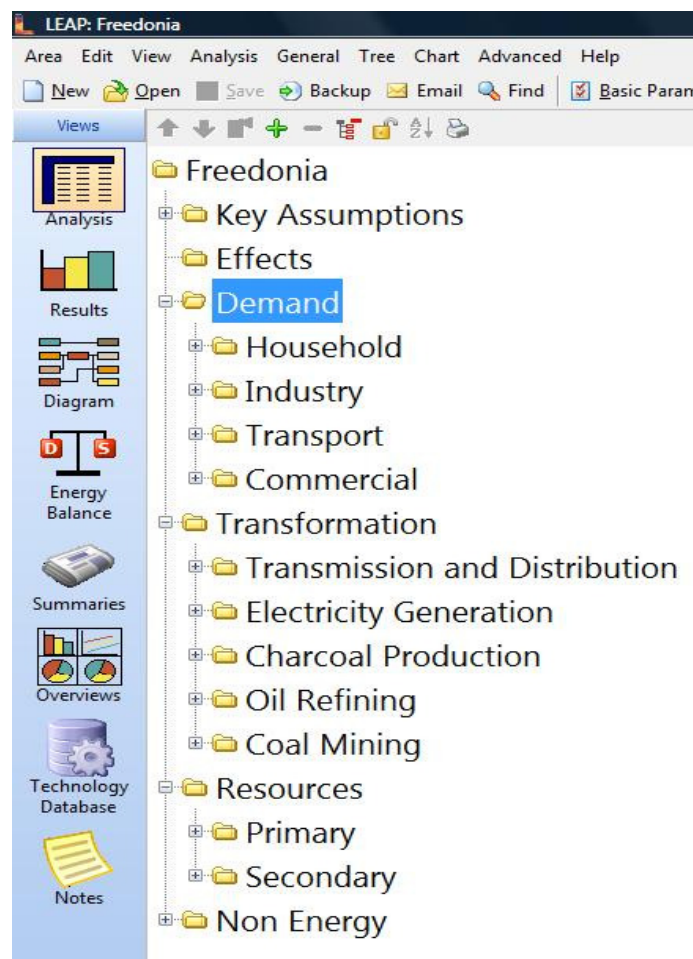 LEAP: Freedonia
Area Edit View Analysis General Tree Chart Advanced Help
New Open Save Backup Email Find Basic Param
Views
Analysis
Results
Diagram
D S
Energy
Balance
Summaries
Overviews
Technology
Database
Notes
Freedonia
Key Assumptions
Effects
Demand
Household
Industry
Transport
Commercial
Transformation
Transmission and Distribution
Electricity Generation
Charcoal Production
Oil Refining
Coal Mining
Resources
Primary
Secondary
Non Energy